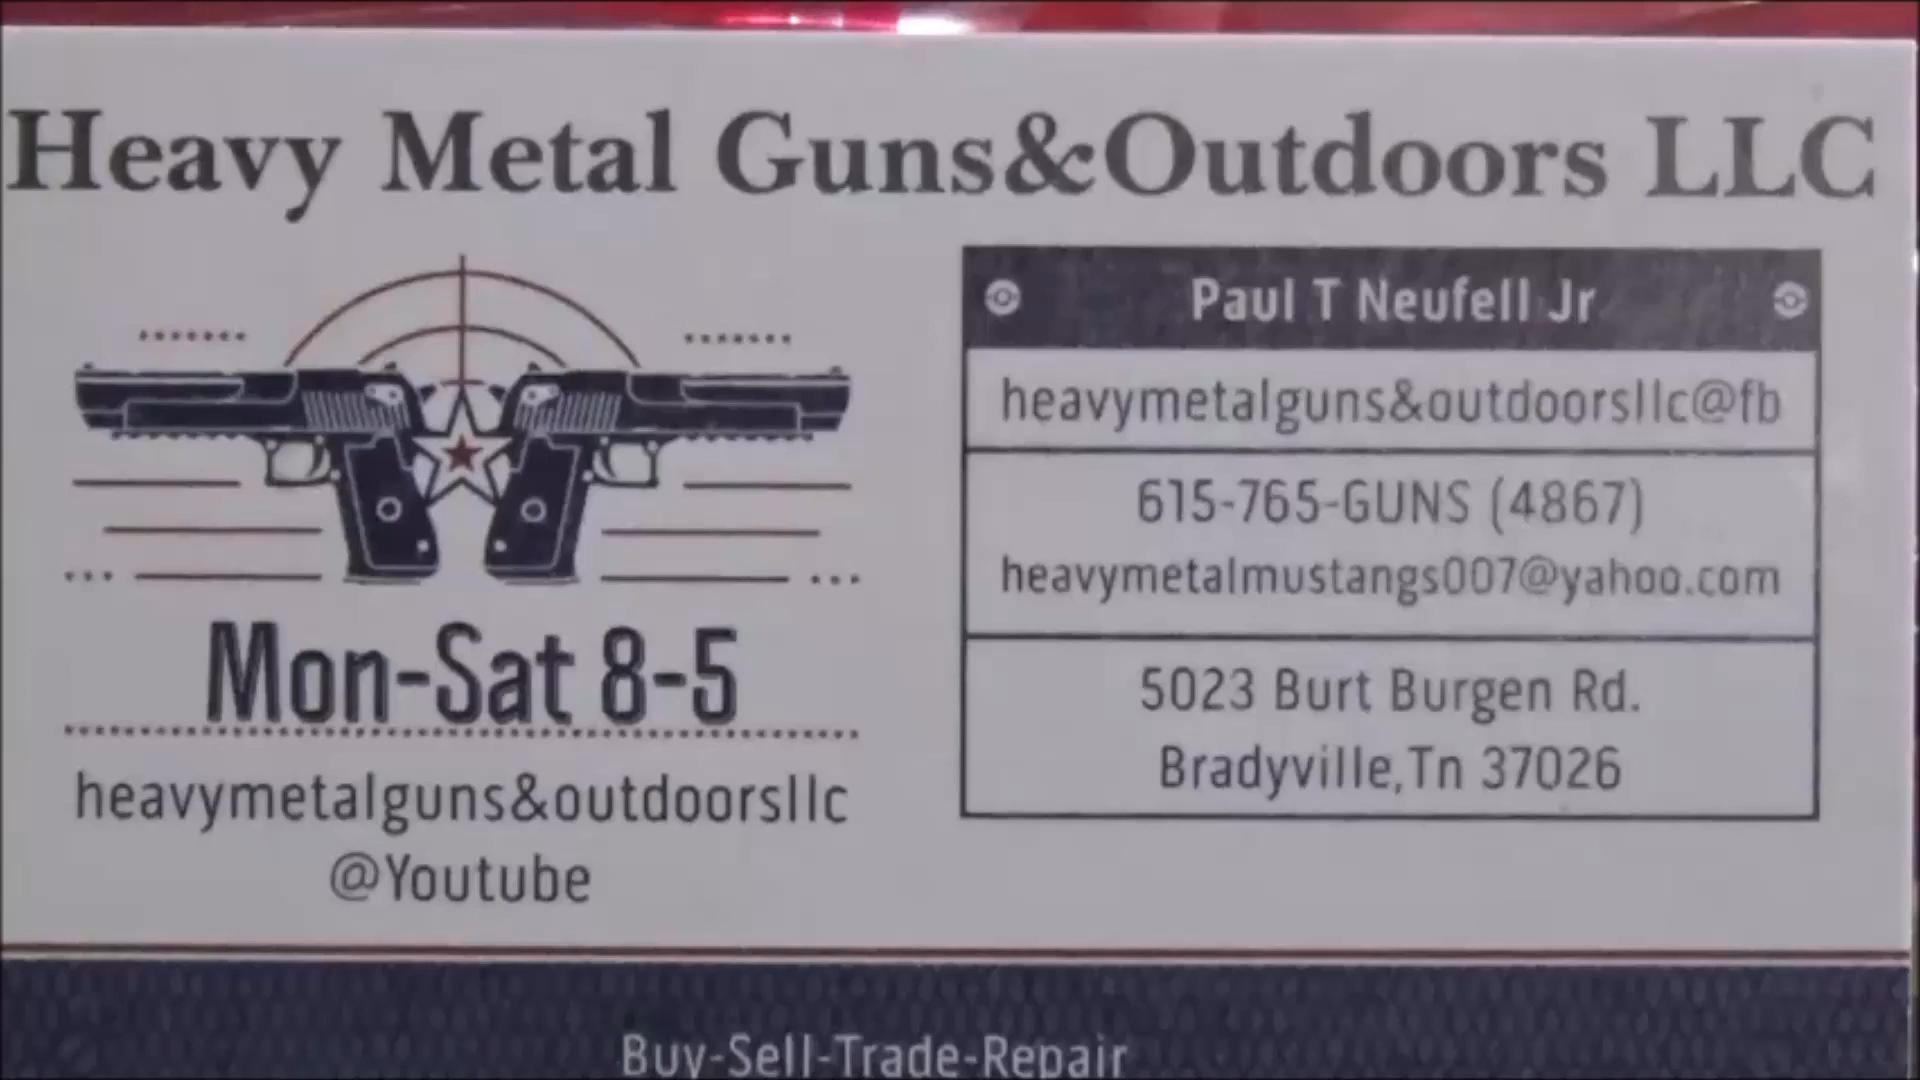 Heavy Metal Guns&Outdoors LLC
Mon-Sat 8-5
heavymetalguns&outdoorsllc
@Youtube
Paul T Neufell Jr
heavymetalguns&outdoorsllc@fb
615-765-GUNS (4867)
heavymetalmustangs007@yahoo.com
5023 Burt Burgen Rd.
Bradyville,Tn 37026
Buy-Sell-Trade-Repair